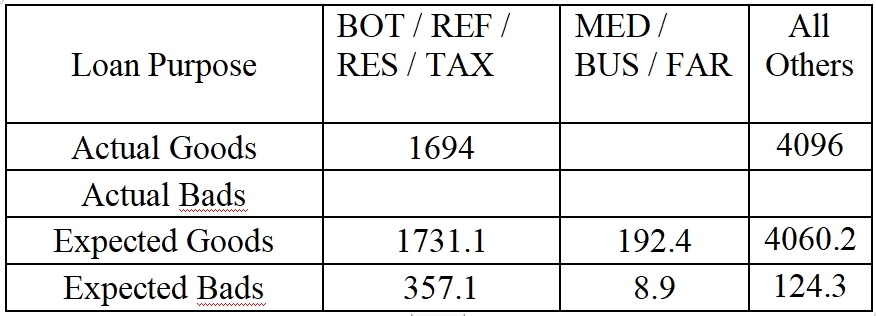 Loan Purpose BOT / REF / RES / TAX MED / BUS / FAR All Others
Actual Goods 1694 4096
Actual Bads
Expected Goods 1731.1 192.4 4060.2
Expected Bads 357.1 8.9 124.3